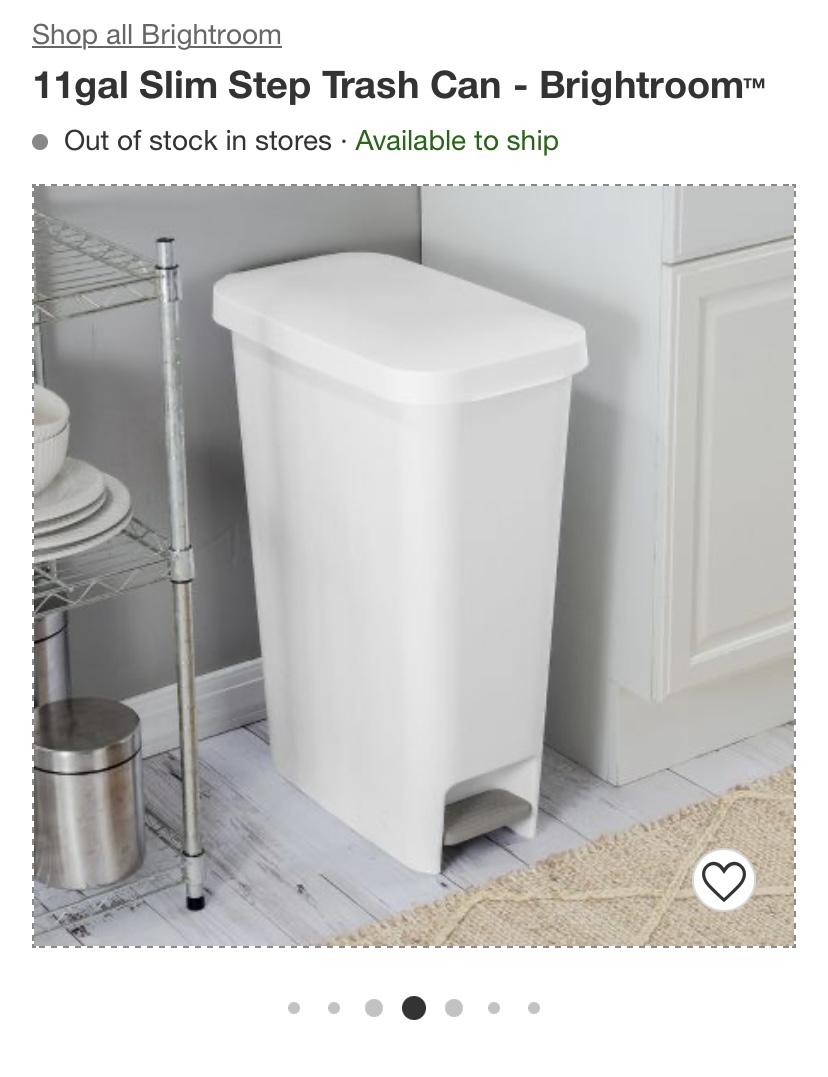 Shop all Brightroom
11gal Slim Step Trash Can - Brightroom™
Out of stock in stores · Available to ship